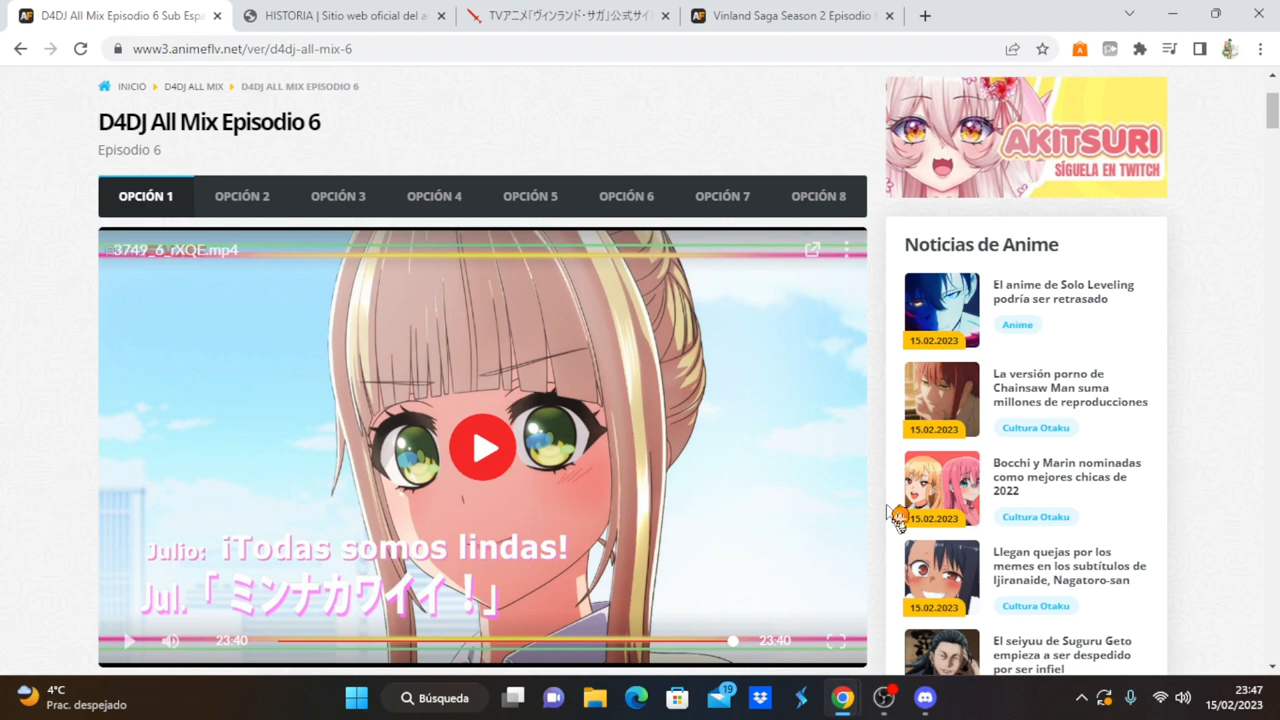 D4DJ All Mix Episodio 6 Sub Espa
HISTORIA | Sitio web oficial del a
TVアニメ「ヴィンランド・サガ」公式サイ
Vinland Saga Season 2 Episodio
www3.animeflv.net/ver/d4dj-all-mix-6
INICIO D4DJ ALL MIX D4DJ ALL MIX EPISODIO 6
D4DJ All Mix Episodio 6
Episodio 6
OPCIÓN 1 OPCIÓN 2 OPCIÓN 3 OPCIÓN 4 OPCIÓN 5 OPCIÓN 6 OPCIÓN 7 OPCIÓN 8
3749_6_rXQE.mp4
Julio: ¡Todas somos lindas!
Jul.「ミンナカワイイ！」
23:40 23:40
AKITSURI
SÍGUELA EN TWITCH
Noticias de Anime
El anime de Solo Leveling
podría ser retrasado
Anime
15.02.2023
La versión porno de
Chainsaw Man suma
millones de reproducciones
Cultura Otaku
15.02.2023
Bocchi y Marin nominadas
como mejores chicas de
2022
Cultura Otaku
15.02.2023
Llegan quejas por los
memes en los subtítulos de
Ijiranaide, Nagatoro-san
Cultura Otaku
15.02.2023
El seiyuu de Suguru Geto
empieza a ser despedido
por ser infiel
4°C
Prac. despejado
Búsqueda
19
23:47
15/02/2023